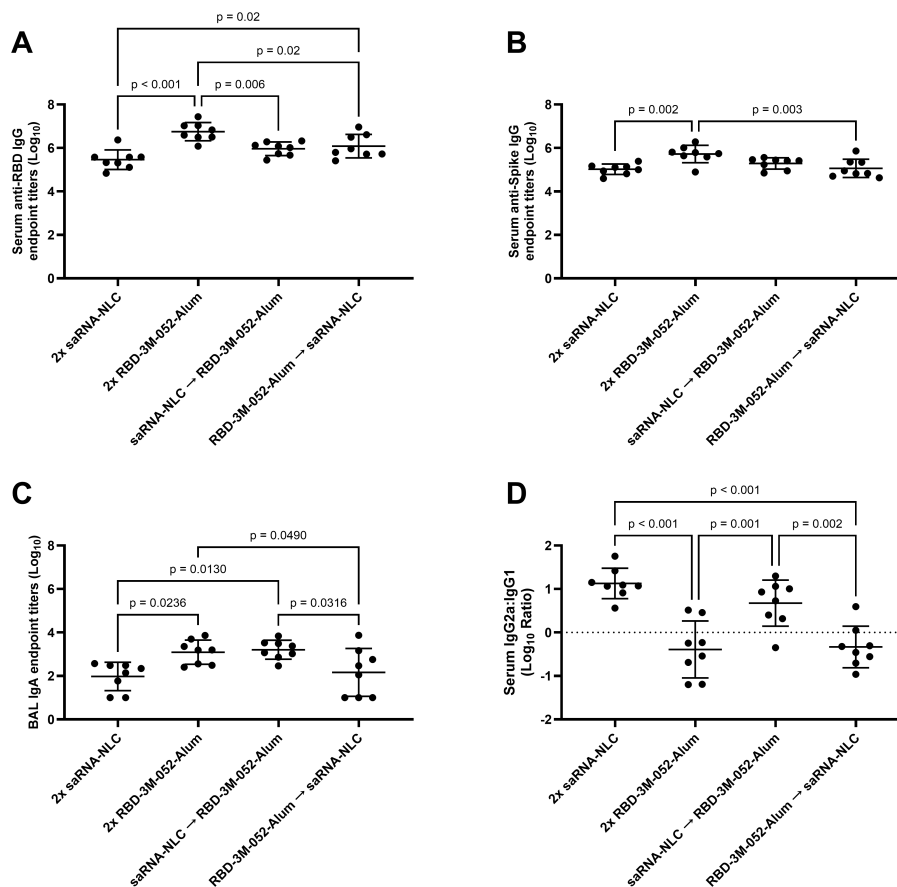 A
p = 0.02
p = 0.02
p < 0.001
p = 0.006
Serum anti-RBD IgG
endpoint titers (Log10)
8
6
4
2
0
2x saRNA-NLC
2x RBD-3M-052-Alum
saRNA-NLC → RBD-3M-052-Alum
RBD-3M-052-Alum → saRNA-NLC
B
p = 0.002
p = 0.003
Serum anti-Spike IgG
endpoint titers (Log10)
8
6
4
2
0
2x saRNA-NLC
2x RBD-3M-052-Alum
saRNA-NLC → RBD-3M-052-Alum
RBD-3M-052-Alum → saRNA-NLC
C
p = 0.0490
p = 0.0130
p = 0.0236
p = 0.0316
BAL IgA endpoint titers (Log10)
8
6
4
2
0
2x saRNA-NLC
2x RBD-3M-052-Alum
saRNA-NLC → RBD-3M-052-Alum
RBD-3M-052-Alum → saRNA-NLC
D
p < 0.001
p < 0.001
p = 0.001
p = 0.002
Serum IgG2a:IgG1
(Log10 Ratio)
2
1
0
-1
-2
2x saRNA-NLC
2x RBD-3M-052-Alum
saRNA-NLC → RBD-3M-052-Alum
RBD-3M-052-Alum → saRNA-NLC